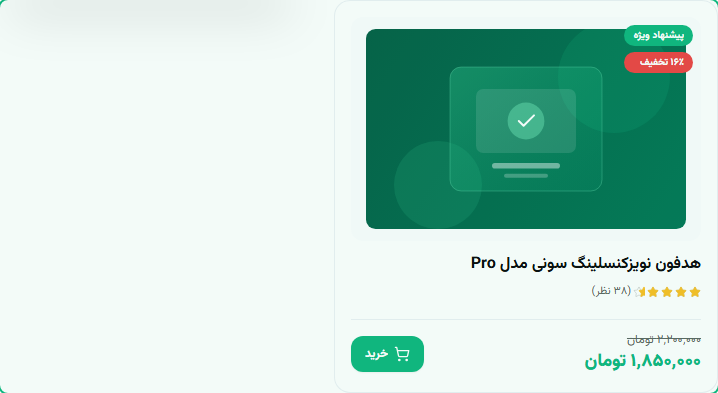 پیشنهاد ویژه
۱۶٪ تخفیف
هدفون نویزکنسلینگ سونی مدل Pro
(۳۸ نظر)
۲,۲۰۰,۰۰۰ تومان
۱,۸۵۰,۰۰۰ تومان
خرید